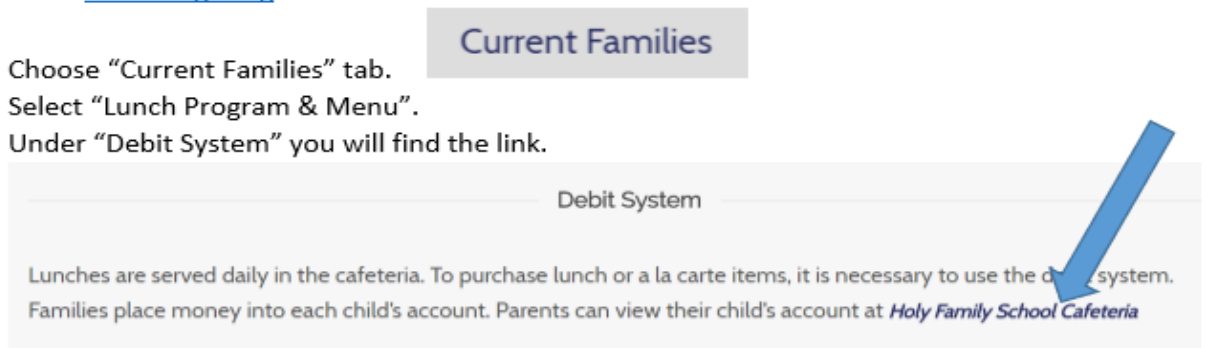 Current Families
Choose “Current Families” tab.
Select “Lunch Program & Menu”.
Under “Debit System” you will find the link.
Debit System
Lunches are served daily in the cafeteria. To purchase lunch or a la carte items, it is necessary to use the system.
Families place money into each child's account. Parents can view their child's account at Holy Family School Cafeteria